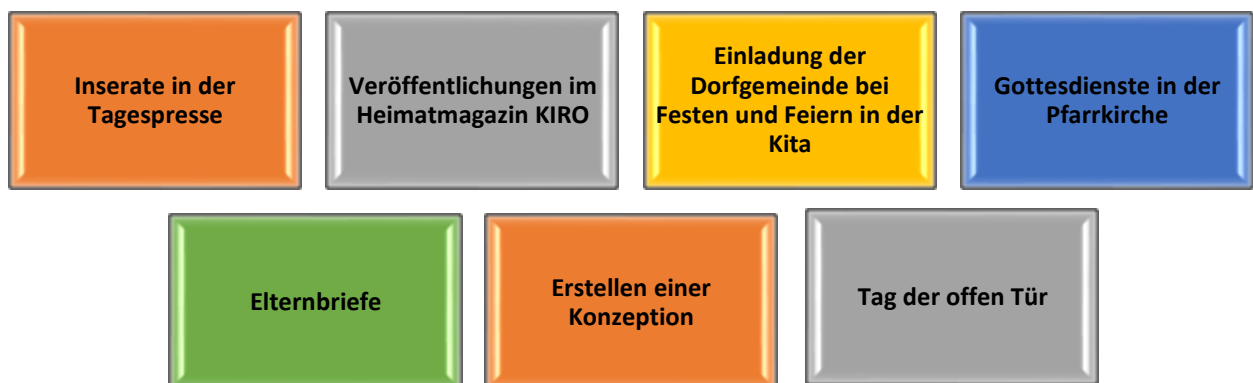 Inserate in der
Tagespresse
Veröffentlichungen im
Heimatmagazin KIRO
Einladung der
Dorfgemeinde bei
Festen und Feiern in der
Kita
Gottesdienste in der
Pfarrkirche
Elternbriefe
Erstellen einer
Konzeption
Tag der offen Tür